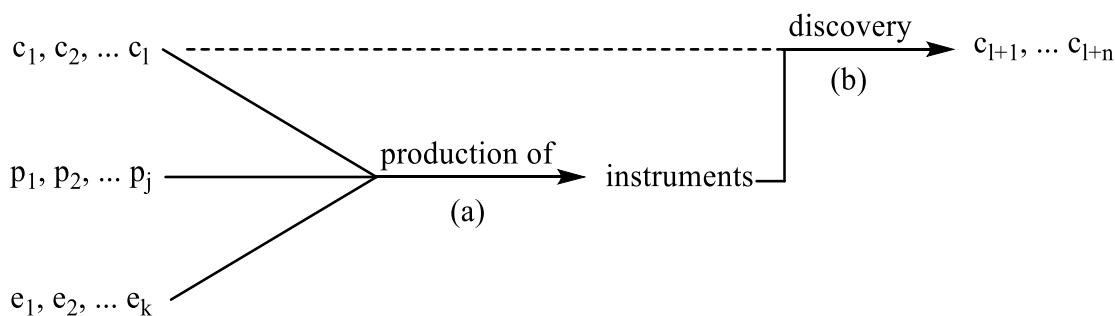 discovery
c₁, c₂, ... cₗ
cₗ₊₁, ... cₗ₊ₙ
(b)
production of
p₁, p₂, ... pⱼ
instruments
(a)
e₁, e₂, ... eₖ